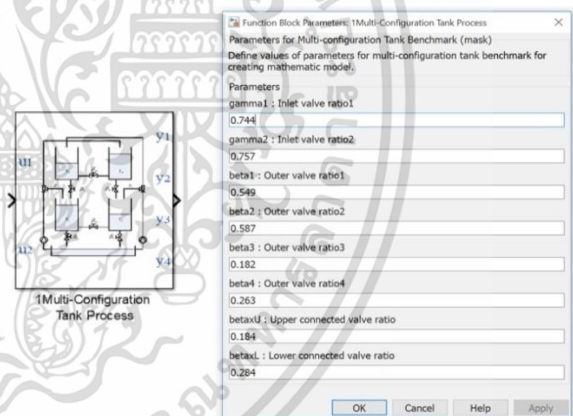 u1
u2
y1
y2
y3
y4
1Multi-Configuration
Tank Process
Function Block Parameters: 1Multi-Configuration Tank Process
Parameters for Multi-configuration Tank Benchmark (mask)
Define values of parameters for multi-configuration tank benchmark for
creating mathematic model.
Parameters
gamma1 : Inlet valve ratio1
0.744
gamma2 : Inlet valve ratio2
0.757
beta1 : Outer valve ratio1
0.549
beta2 : Outer valve ratio2
0.587
beta3 : Outer valve ratio3
0.182
beta4 : Outer valve ratio4
0.263
betaxU : Upper connected valve ratio
0.184
betaxL : Lower connected valve ratio
0.284
OK Cancel Help Apply